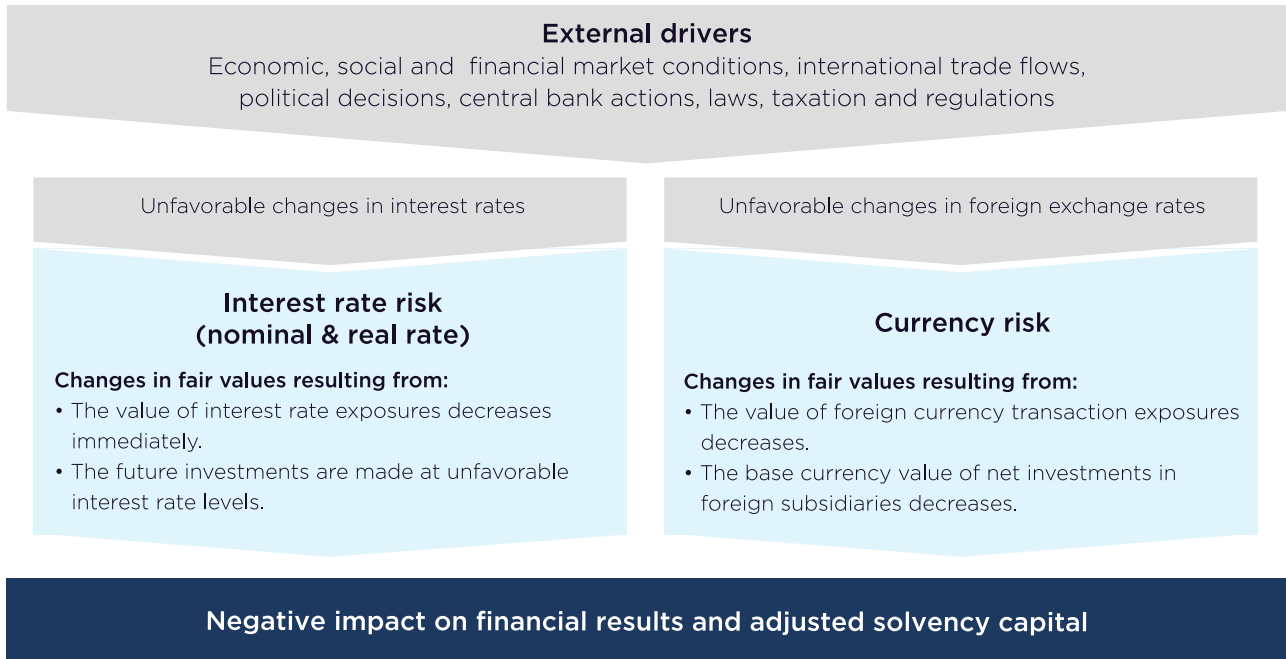 External drivers
Economic, social and financial market conditions, international trade flows,
political decisions, central bank actions, laws, taxation and regulations
Unfavorable changes in interest rates
Interest rate risk
(nominal & real rate)
Changes in fair values resulting from:
• The value of interest rate exposures decreases
immediately.
• The future investments are made at unfavorable
interest rate levels.
Unfavorable changes in foreign exchange rates
Currency risk
Changes in fair values resulting from:
• The value of foreign currency transaction exposures
decreases.
• The base currency value of net investments in
foreign subsidiaries decreases.
Negative impact on financial results and adjusted solvency capital